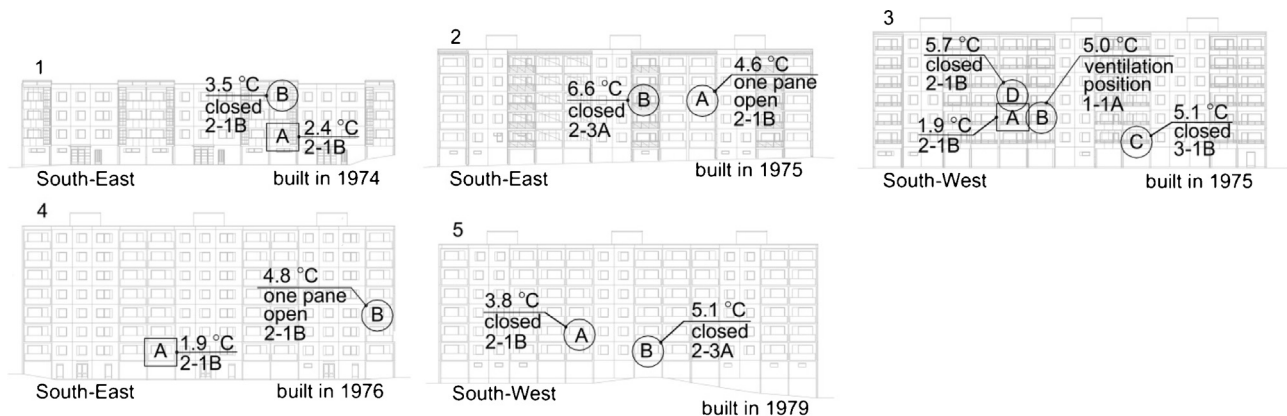 1
3.5 °C
closed
2-1B
B
A
2.4 °C
2-1B
South-East
built in 1974
2
6.6 °C
closed
2-3A
B
A
4.6 °C
one pane
open
2-1B
South-East
built in 1975
3
5.7 °C
closed
2-1B
D
A
1.9 °C
2-1B
B
5.0 °C
ventilation
position
1-1A
C
5.1 °C
closed
3-1B
South-West
built in 1975
4
4.8 °C
one pane
open
2-1B
B
A
1.9 °C
2-1B
South-East
built in 1976
5
3.8 °C
closed
2-1B
A
B
5.1 °C
closed
2-3A
South-West
built in 1979